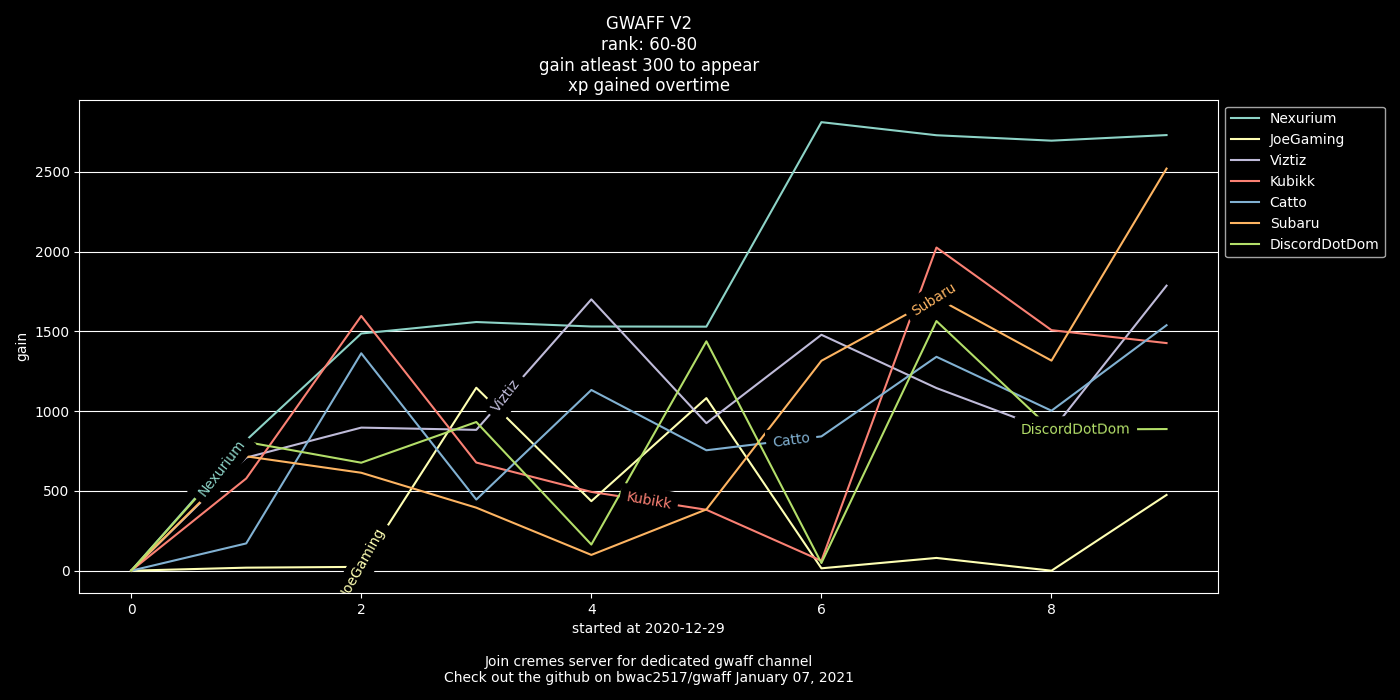 GWAFF V2
rank: 60-80
gain atleast 300 to appear
xp gained overtime
Nexurium
JoeGaming
Viztiz
Kubikk
Catto
Subaru
DiscordDotDom
2500
2000
1500
1000
500
0
gain
Nexurium
JoeGaming
Viztiz
Kubikk
Catto
Subaru
DiscordDotDom
0 2 4 6 8
started at 2020-12-29
Join cremes server for dedicated gwaff channel
Check out the github on bwac2517/gwaff January 07, 2021